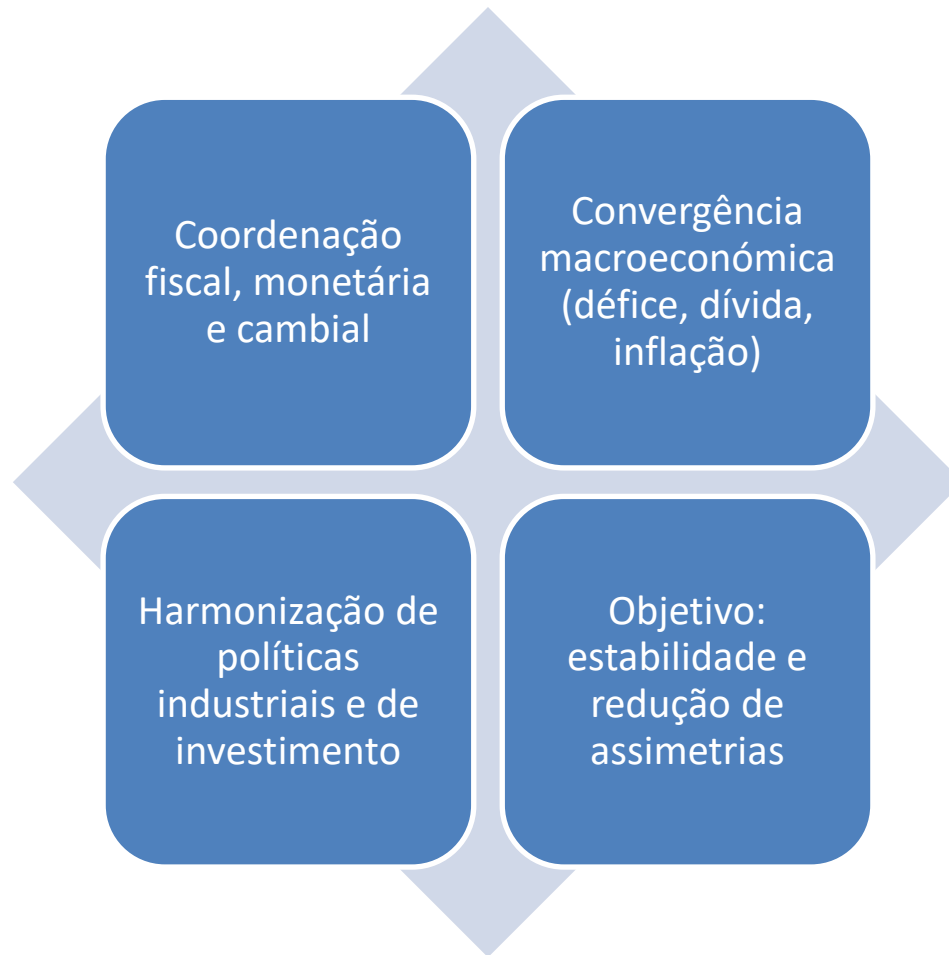 Coordenação
fiscal, monetária
e cambial
Convergência
macroeconómica
(défice, dívida,
inflação)
Harmonização de
políticas
industriais e de
investimento
Objetivo:
estabilidade e
redução de
assimetrias